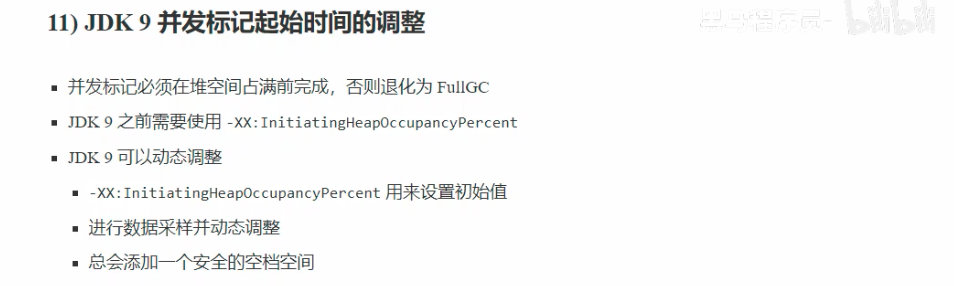 11) JDK 9 并发标记起始时间的调整
黑马程序员- bilibili
并发标记必须在堆空间占满前完成，否则退化为 FullGC
JDK 9 之前需要使用 -XX:InitiatingHeapOccupancyPercent
JDK 9 可以动态调整
-XX:InitiatingHeapOccupancyPercent 用来设置初始值
进行数据采样并动态调整
总会添加一个安全的空档空间